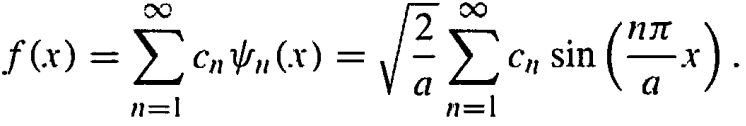 f(x) = \sum_{n=1}^{\infty} c_n \psi_n(x) = \sqrt{\frac{2}{a}} \sum_{n=1}^{\infty} c_n \sin\left(\frac{n\pi}{a}x\right).